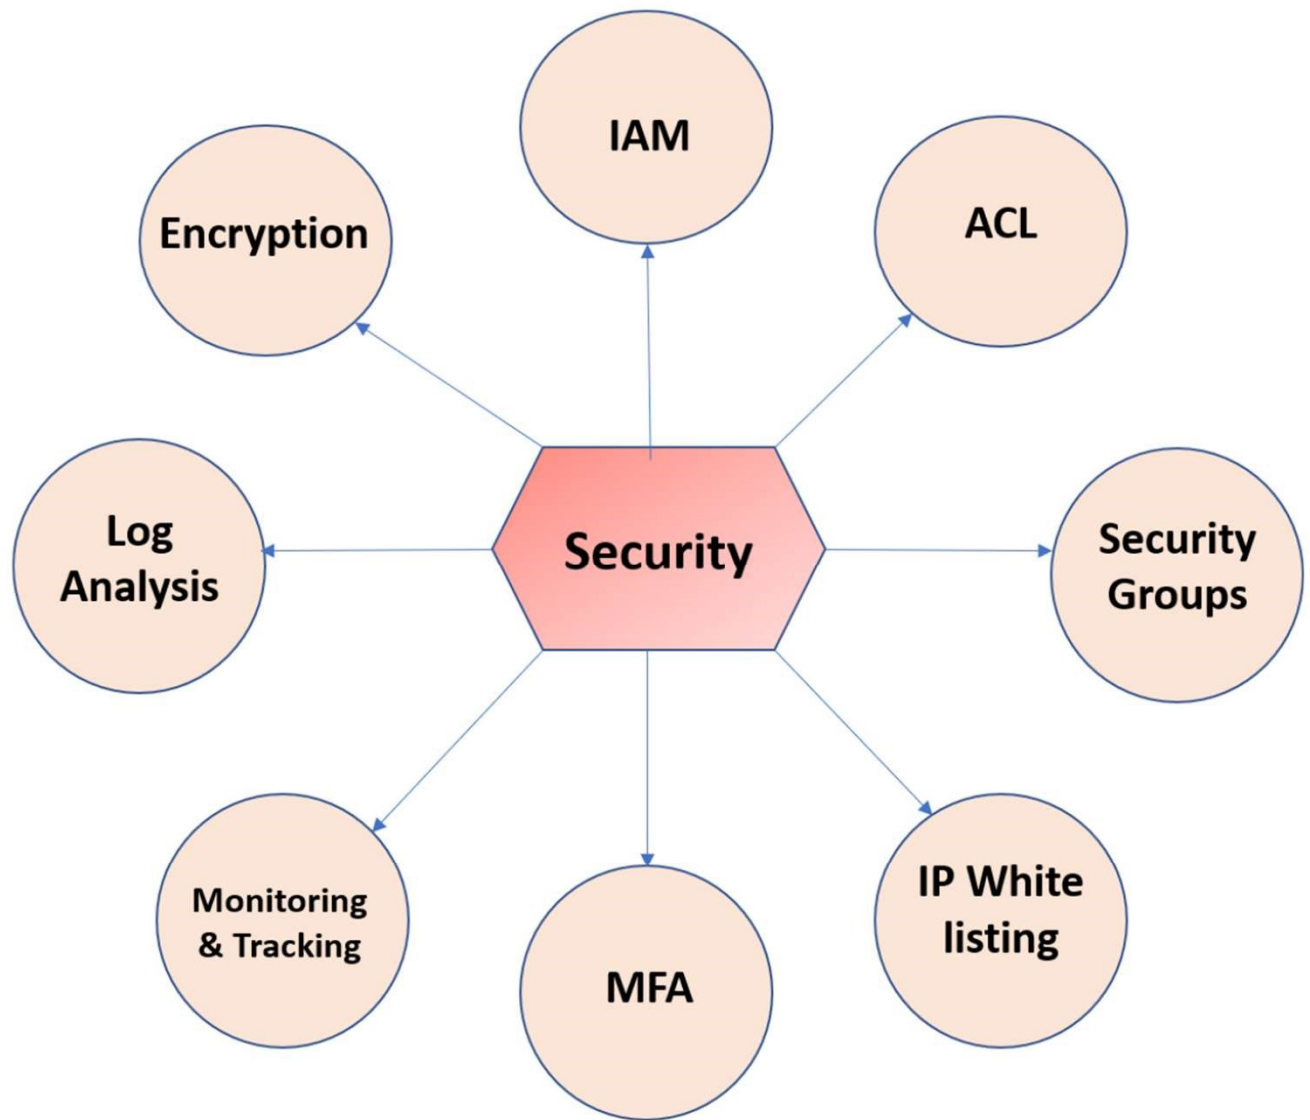 IAM
Encryption
ACL
Log
Analysis
Security
Security
Groups
Monitoring
& Tracking
MFA
IP White
listing